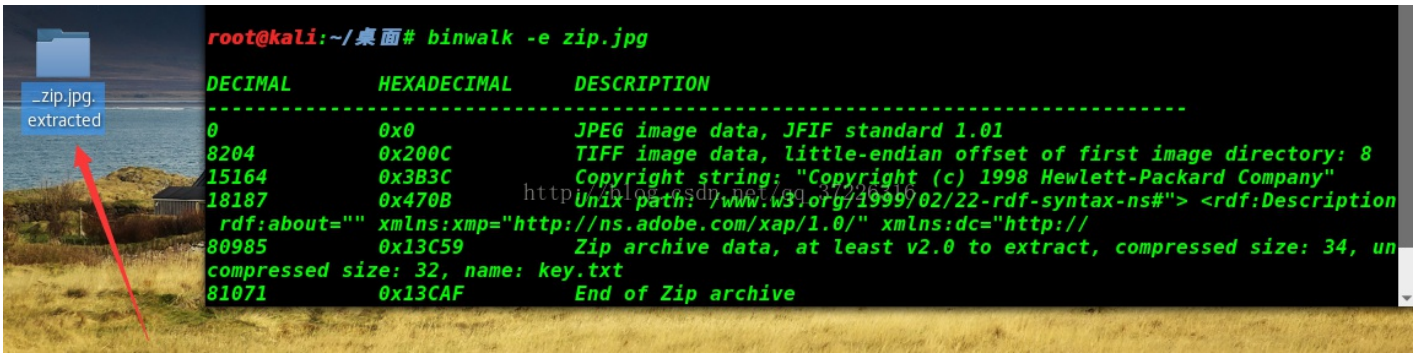 _zip.jpg.
extracted
root@kali:~/桌面# binwalk -e zip.jpg
DECIMAL HEXADECIMAL DESCRIPTION
--------------------------------------------------------------------------------
0 0x0 JPEG image data, JFIF standard 1.01
8204 0x200C TIFF image data, little-endian offset of first image directory: 8
15164 0x3B3C Copyright string: "Copyright (c) 1998 Hewlett-Packard Company"
http://blog.csdn.net/qq_37226516
18187 0x470B Unix path: /www.w3.org/1999/02/22-rdf-syntax-ns#"> <rdf:Description
rdf:about="" xmlns:xmp="http://ns.adobe.com/xap/1.0/" xmlns:dc="http://
80985 0x13C59 Zip archive data, at least v2.0 to extract, compressed size: 34, un
compressed size: 32, name: key.txt
81071 0x13CAF End of Zip archive